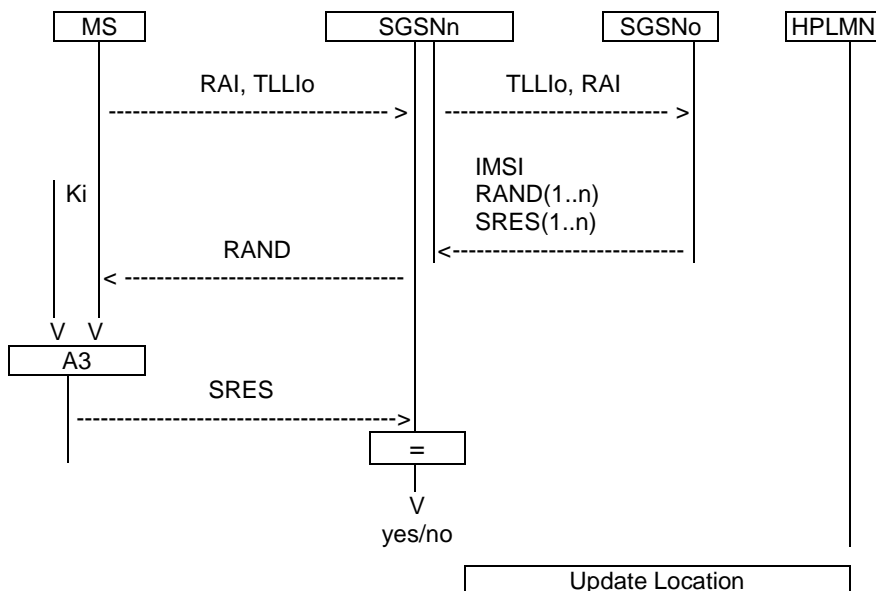 MS SGSNn SGSNo HPLMN
RAI, TLLIo TLLIo, RAI
------------------------------------- > --------------------------------- >
IMSI
Ki RAND(1..n)
SRES(1..n)
RAND <-------------------------------
< --------------------------------------
V V
A3
SRES
--------------------------------------------->
=
V
yes/no
Update Location